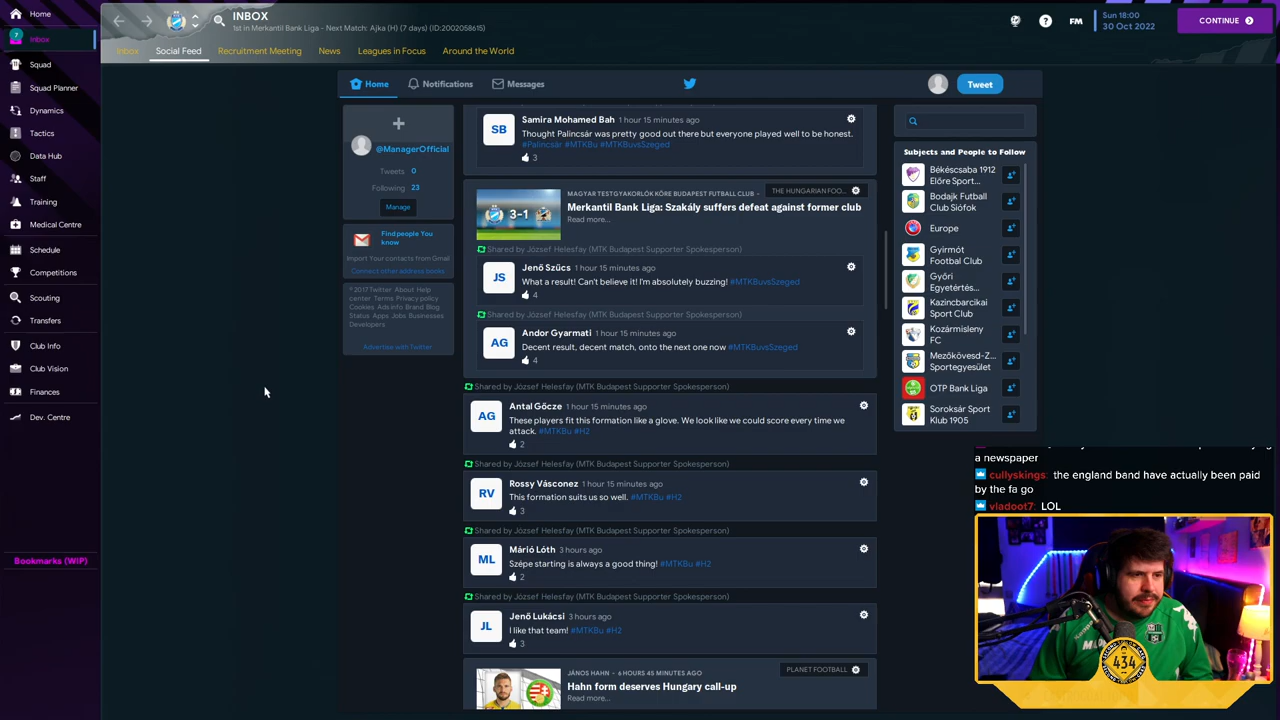 Home
Inbox
7
Squad
Squad Planner
Dynamics
Tactics
Data Hub
Staff
Training
Medical Centre
Schedule
Competitions
Scouting
Transfers
Club Info
Club Vision
Finances
Dev. Centre
Bookmarks (WIP)
INBOX
1st in Merkantil Bank Liga - Next Match: Ajka (H) (7 days) (ID:2002058615)
FM
Sun 18:00
30 Oct 2022
CONTINUE
Inbox
Social Feed
Recruitment Meeting
News
Leagues in Focus
Around the World
Home
Notifications
Messages
Tweet
@ManagerOfficial
Tweets 0
Following 23
Manage
Find people You
know
Import Your contacts from Gmail
Connect other address books
© 2017 Twitter About Help
center Terms Privacy policy
Cookies Ads info Brand Blog
Status Apps Jobs Businesses
Developers
Advertise with Twitter
SB
Samira Mohamed Bah 1 hour 15 minutes ago
Thought Palincsár was pretty good out there but everyone played well to be honest.
#Palincsár #MTKBu #MTKBuvsSzeged
3
3-1
MAGYAR TESTGYAKORLÓK KÖRE BUDAPEST FUTBALL CLUB -
THE HUNGARIAN FOO...
Merkantil Bank Liga: Szakály suffers defeat against former club
Read more...
Shared by József Helesfay (MTK Budapest Supporter Spokesperson)
JS
Jenő Szűcs 1 hour 15 minutes ago
What a result! Can't believe it! I'm absolutely buzzing! #MTKBuvsSzeged
4
Shared by József Helesfay (MTK Budapest Supporter Spokesperson)
AG
Andor Gyarmati 1 hour 15 minutes ago
Decent result, decent match, onto the next one now #MTKBuvsSzeged
4
Shared by József Helesfay (MTK Budapest Supporter Spokesperson)
AG
Antal Gőcze 1 hour 15 minutes ago
These players fit this formation like a glove. We look like we could score every time we
attack. #MTKBu #H2
2
Shared by József Helesfay (MTK Budapest Supporter Spokesperson)
RV
Rossy Vásconez 1 hour 15 minutes ago
This formation suits us so well. #MTKBu #H2
3
Shared by József Helesfay (MTK Budapest Supporter Spokesperson)
ML
Márió Lóth 3 hours ago
Szépe starting is always a good thing! #MTKBu #H2
2
Shared by József Helesfay (MTK Budapest Supporter Spokesperson)
JL
Jenő Lukácsi 3 hours ago
I like that team! #MTKBu #H2
3
JÁNOS HAHN - 6 HOURS 45 MINUTES AGO
PLANET FOOTBALL
Hahn form deserves Hungary call-up
Read more...
Subjects and People to Follow
Békéscsaba 1912
Előre Sport...
Bodajk Futball
Club Siófok
Europe
Gyirmót
Footbal Club
Győri
Egyetértés...
Kazincbarcikai
Sport Club
Kozármisleny
FC
Mezőkövesd-Z...
Sportegyesület
OTP Bank Liga
Soroksár Sport
Klub 1905
a newspaper
cullyskings: the england band have actually been paid
by the fa go
viadoot7: LOL
434